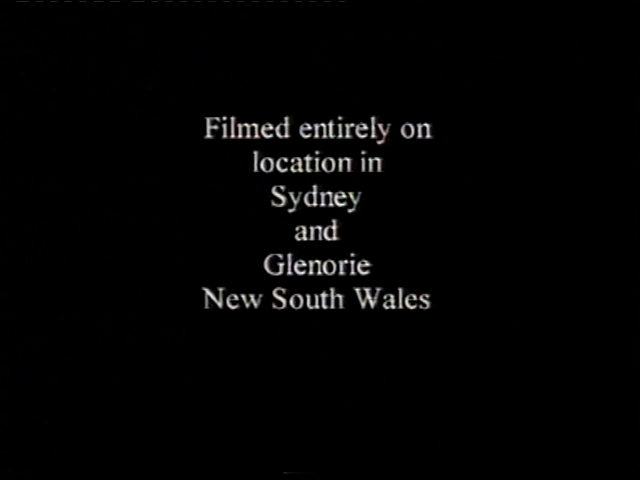 Filmed entirely on
location in
Sydney
and
Glenorie
New South Wales